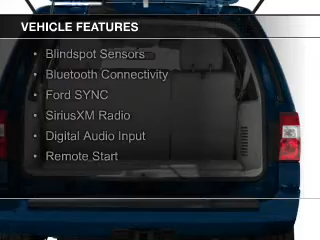 VEHICLE FEATURES
• Blindspot Sensors
• Bluetooth Connectivity
• Ford SYNC
• SiriusXM Radio
• Digital Audio Input
• Remote Start